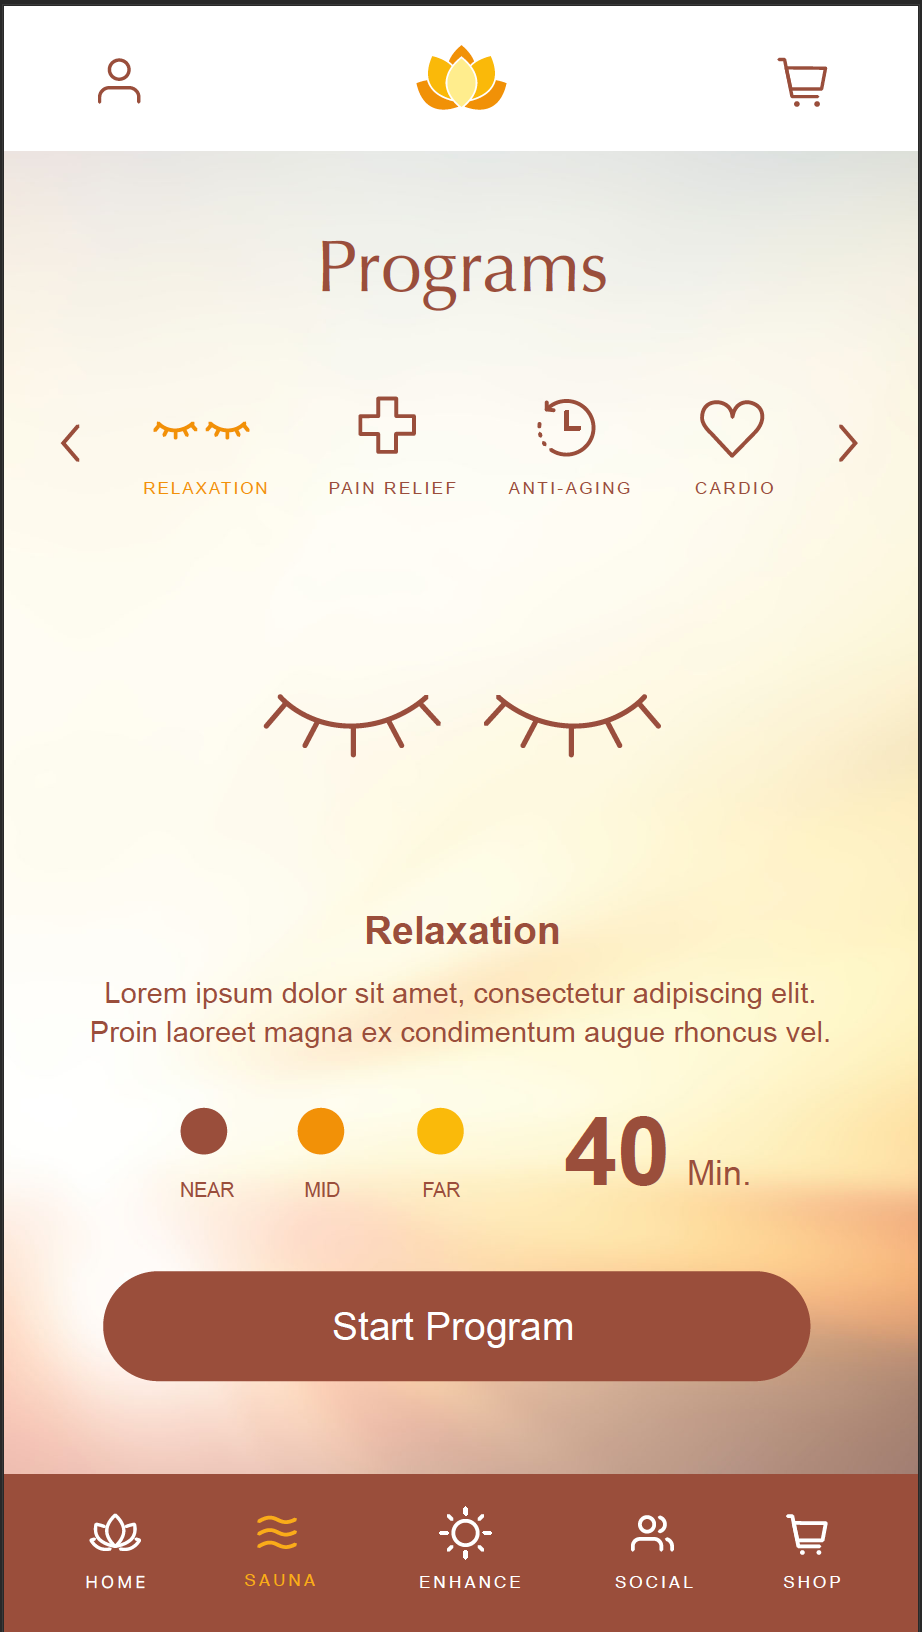 Programs
RELAXATION
PAIN RELIEF
ANTI-AGING
CARDIO
Relaxation
Lorem ipsum dolor sit amet, consectetur adipiscing elit.
Proin laoreet magna ex condimentum augue rhoncus vel.
NEAR
MID
FAR
40 Min.
Start Program
HOME
SAUNA
ENHANCE
SOCIAL
SHOP